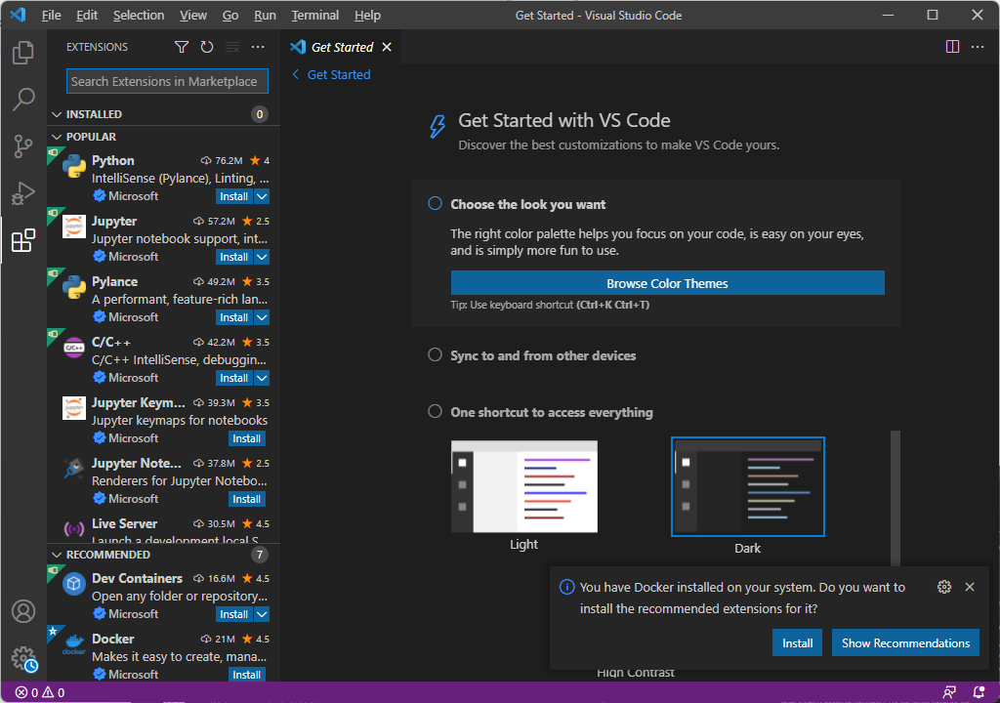 File Edit Selection View Go Run Terminal Help
Get Started - Visual Studio Code
EXTENSIONS
Search Extensions in Marketplace
INSTALLED 0
POPULAR
Python 76.2M 4
IntelliSense (Pylance), Linting, ...
Microsoft Install
Jupyter 57.2M 2.5
Jupyter notebook support, int...
Microsoft Install
Pylance 49.2M 3.5
A performant, feature-rich lan...
Microsoft Install
C/C++ 42.2M 3.5
C/C++ IntelliSense, debuggin...
Microsoft Install
Jupyter Keym... 39.3M 3.5
Jupyter keymaps for notebooks
Microsoft Install
Jupyter Note... 37.8M 2.5
Renderers for Jupyter Notebo...
Microsoft Install
Live Server 30.5M 4.5
Launch a development local S
RECOMMENDED 7
Dev Containers 16.6M 4.5
Open any folder or repository...
Microsoft Install
Docker 21M 4.5
Makes it easy to create, mana...
Microsoft Install
Get Started
Get Started
Get Started with VS Code
Discover the best customizations to make VS Code yours.
Choose the look you want
The right color palette helps you focus on your code, is easy on your eyes,
and is simply more fun to use.
Browse Color Themes
Tip: Use keyboard shortcut (Ctrl+K Ctrl+T)
Sync to and from other devices
One shortcut to access everything
Light
Dark
You have Docker installed on your system. Do you want to
install the recommended extensions for it?
Install Show Recommendations
High Contrast
0 0